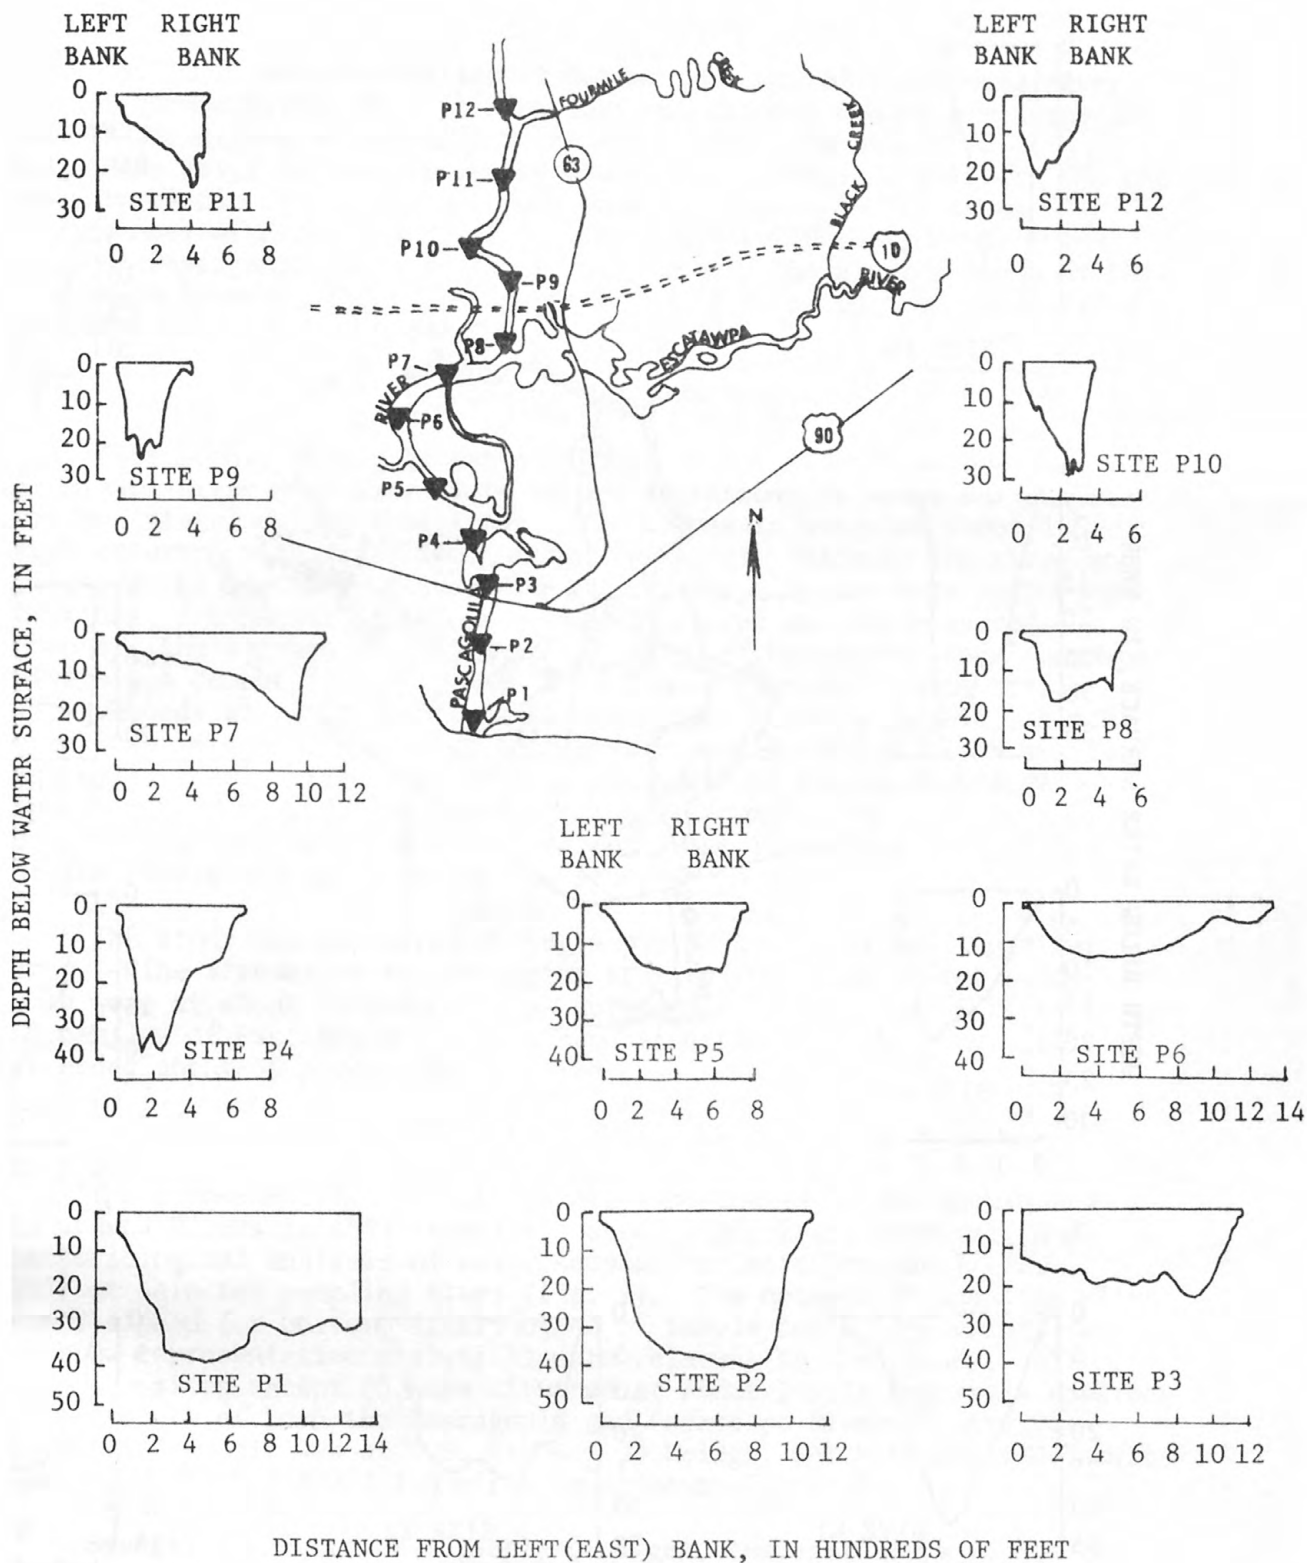 LEFT RIGHT
BANK BANK
LEFT RIGHT
BANK BANK
0
10
20
30
SITE P11
0 2 4 6 8
P12
FOURMILE
CREEK
63
P11
BLACK CREEK
P10
10
P9
RIVER
P8
ESCATAWPA
P7
RIVER
P6
90
P5
N
P4
P3
PASCAGOULA
P2
P1
0
10
20
30
SITE P12
0 2 4 6
0
10
20
30
SITE P9
0 2 4 6 8
0
10
20
30
SITE P10
0 2 4 6
DEPTH BELOW WATER SURFACE, IN FEET
0
10
20
30
SITE P7
0 2 4 6 8 10 12
0
10
20
30
SITE P8
0 2 4 6
LEFT RIGHT
BANK BANK
0
10
20
30
40
SITE P4
0 2 4 6 8
0
10
20
30
40
SITE P5
0 2 4 6 8
0
10
20
30
40
SITE P6
0 2 4 6 8 10 12 14
0
10
20
30
40
50
SITE P1
0 2 4 6 8 10 12 14
0
10
20
30
40
50
SITE P2
0 2 4 6 8 10 12
0
10
20
30
40
50
SITE P3
0 2 4 6 8 10 12
DISTANCE FROM LEFT(EAST) BANK, IN HUNDREDS OF FEET